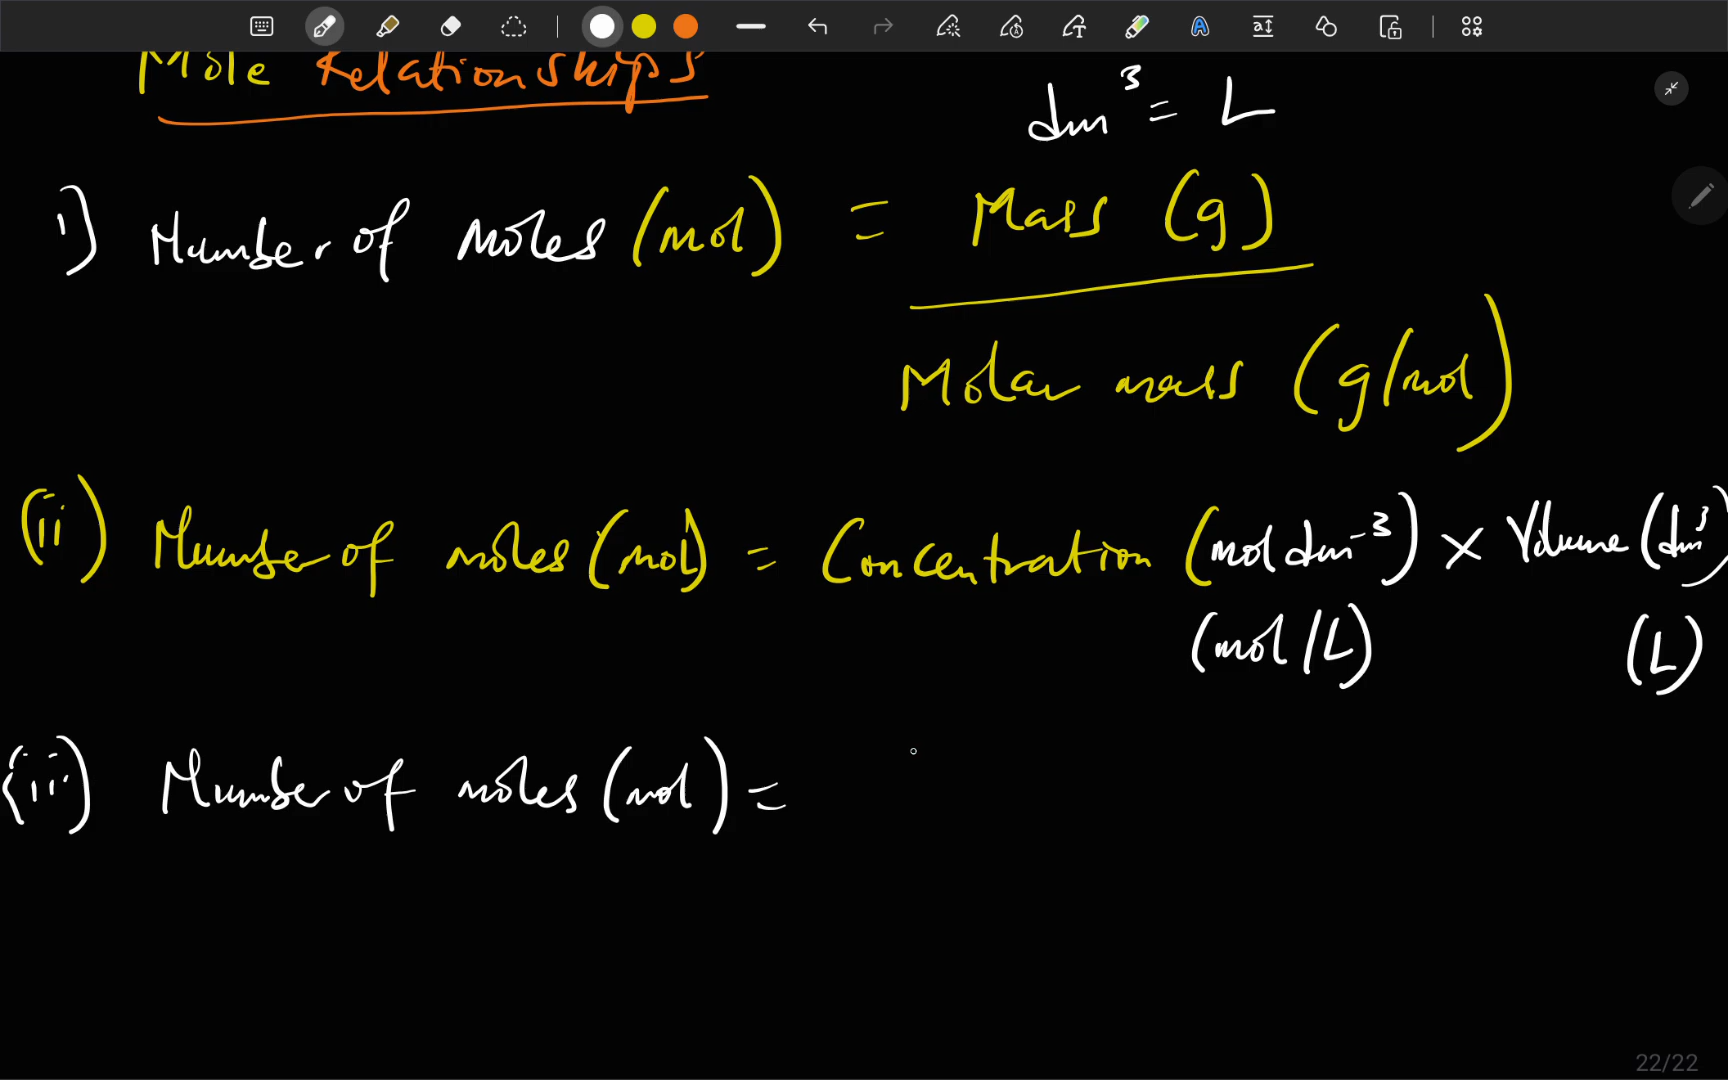 Mole Relationships
dm³ = L
i) Number of moles (mol) = Mass (g)
Molar mass (g/mol)
(ii) Number of moles (mol) = Concentration (mol dm⁻³) × Volume (dm³)
(mol/L) (L)
(iii) Number of moles (mol) =
22/22